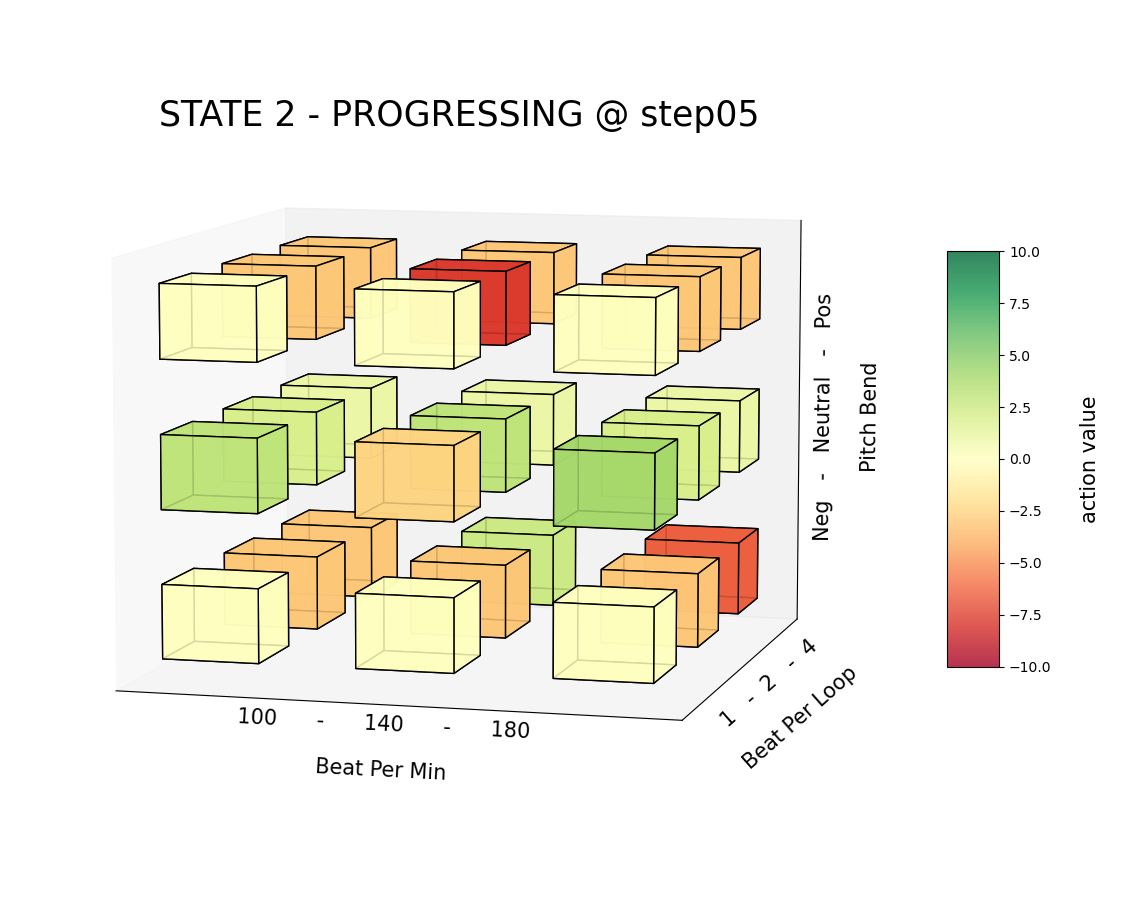 STATE 2 - PROGRESSING @ step05
Neg - Neutral - Pos
Pitch Bend
100 - 140 - 180
Beat Per Min
1 - 2 - 4
Beat Per Loop
10.0
7.5
5.0
2.5
0.0
−2.5
−5.0
−7.5
−10.0
action value